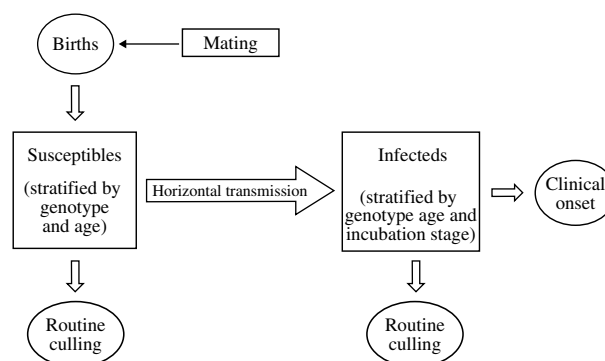 Births
Mating
Susceptibles
(stratified by
genotype
and age)
Horizontal transmission
Infecteds
(stratified by
genotype age and
incubation stage)
Clinical
onset
Routine
culling
Routine
culling